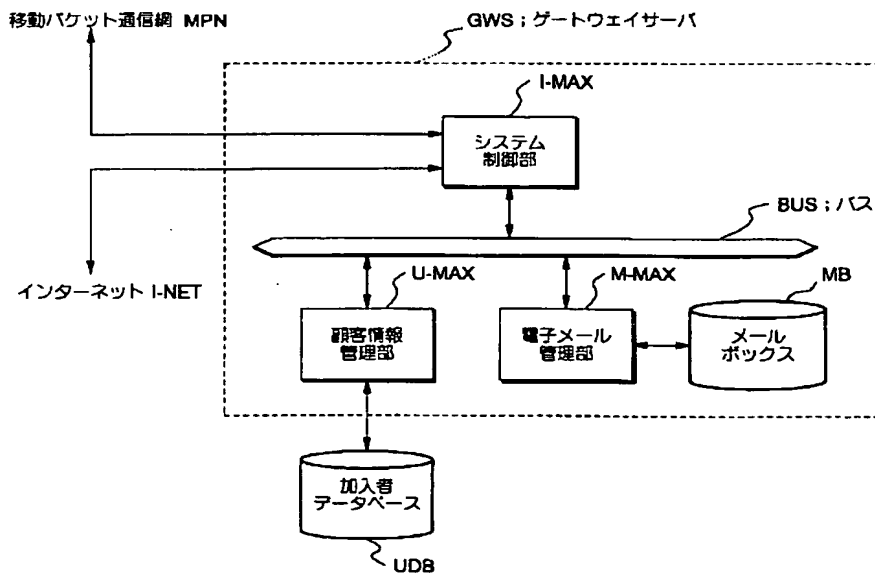 移動パケット通信網 MPN
GWS；ゲートウェイサーバ
I-MAX
システム
制御部
BUS；バス
インターネット I-NET
U-MAX
M-MAX
MB
顧客情報
管理部
電子メール
管理部
メール
ボックス
加入者
データベース
UDB